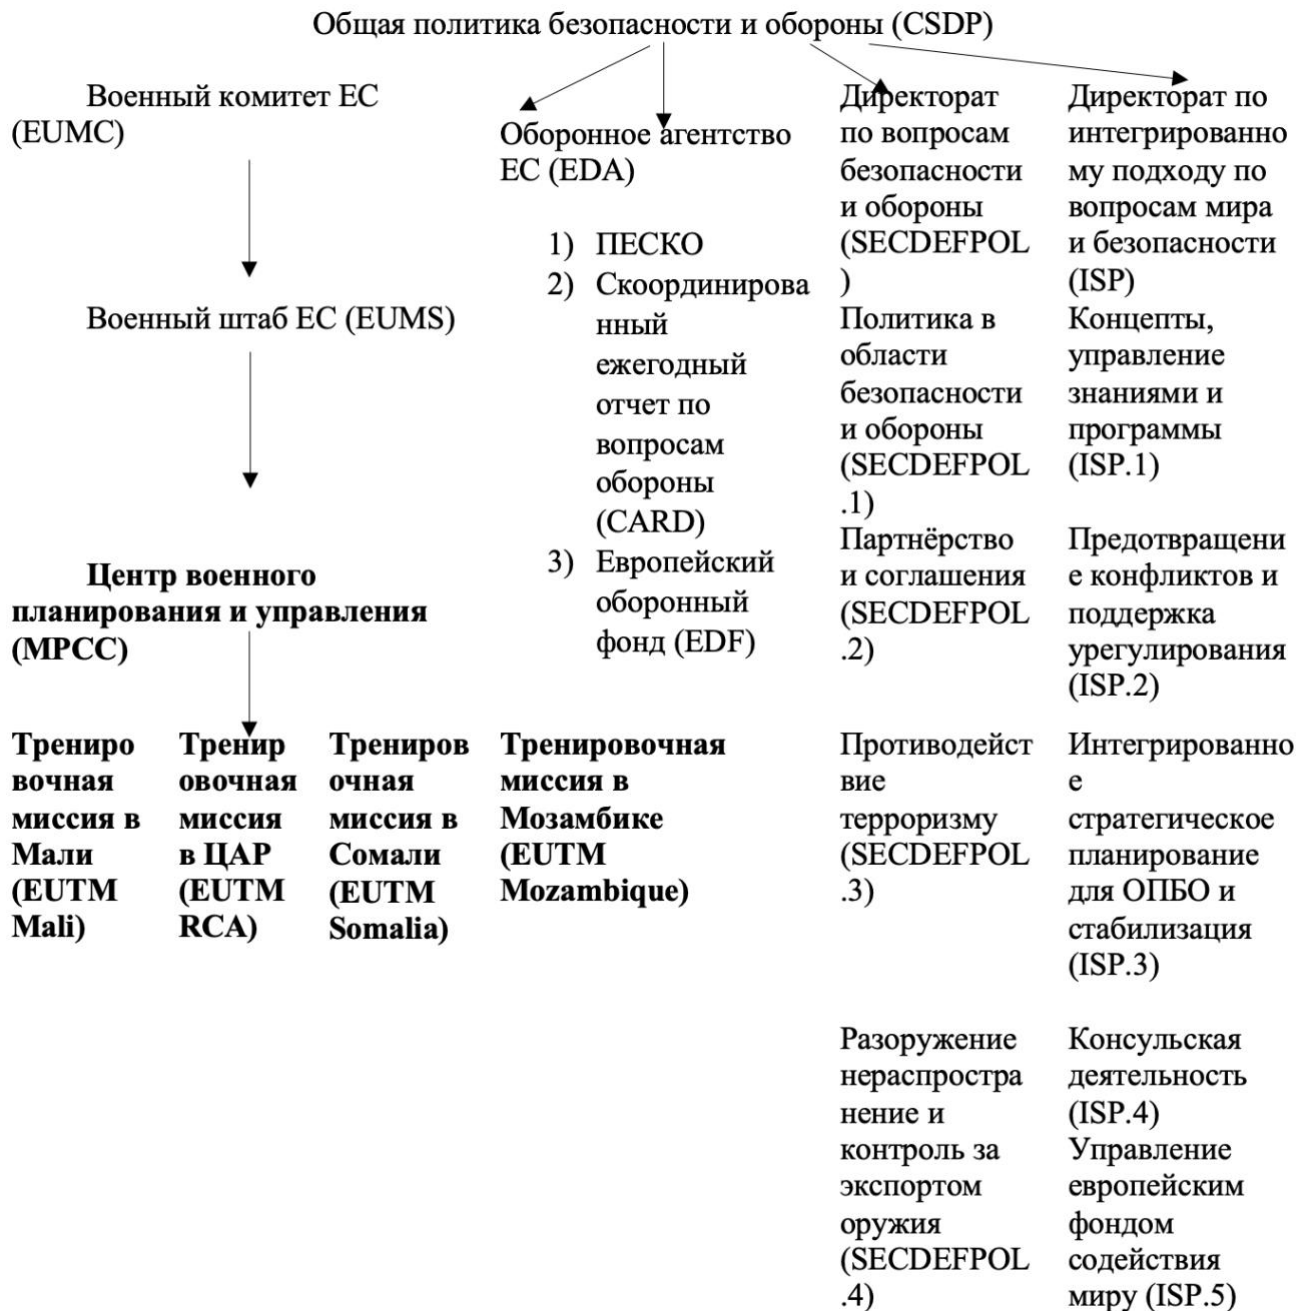 Общая политика безопасности и обороны (CSDP)
Военный комитет ЕС
(EUMC)
Военный штаб ЕС (EUMS)
Центр военного
планирования и управления
(MPCC)
Оборонное агентство
ЕС (EDA)
1) ПЕСКО
2) Скоординирова
нный
ежегодный
отчет по
вопросам
обороны
(CARD)
3) Европейский
оборонный
фонд (EDF)
Директорат
по вопросам
безопасности
и обороны
(SECDEFPOL
)
Политика в
области
безопасности
и обороны
(SECDEFPOL
.1)
Партнёрство
и соглашения
(SECDEFPOL
.2)
Директорат по
интегрированно
му подходу по
вопросам мира
и безопасности
(ISP)
Концепты,
управление
знаниями и
программы
(ISP.1)
Предотвращени
е конфликтов и
поддержка
урегулирования
(ISP.2)
Трениро
вочная
миссия в
Мали
(EUTM
Mali)
Тренир
овочная
миссия
в ЦАР
(EUTM
RCA)
Трениров
очная
миссия в
Сомали
(EUTM
Somalia)
Тренировочная
миссия в
Мозамбике
(EUTM
Mozambique)
Противодейст
вие
терроризму
(SECDEFPOL
.3)
Интегрированно
е
стратегическое
планирование
для ОПБО и
стабилизация
(ISP.3)
Разоружение
нераспростра
нение и
контроль за
экспортом
оружия
(SECDEFPOL
.4)
Консульская
деятельность
(ISP.4)
Управление
европейским
фондом
содействия
миру (ISP.5)